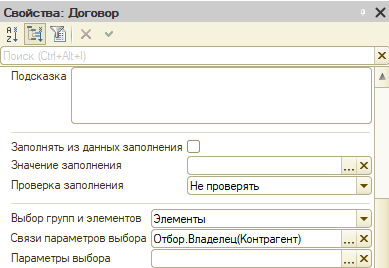 Свойства: Договор
Поиск (Ctrl+Alt+I)
Подсказка
Заполнять из данных заполнения
Значение заполнения
Проверка заполнения Не проверять
Выбор групп и элементов Элементы
Связи параметров выбора Отбор.Владелец(Контрагент)
Параметры выбора